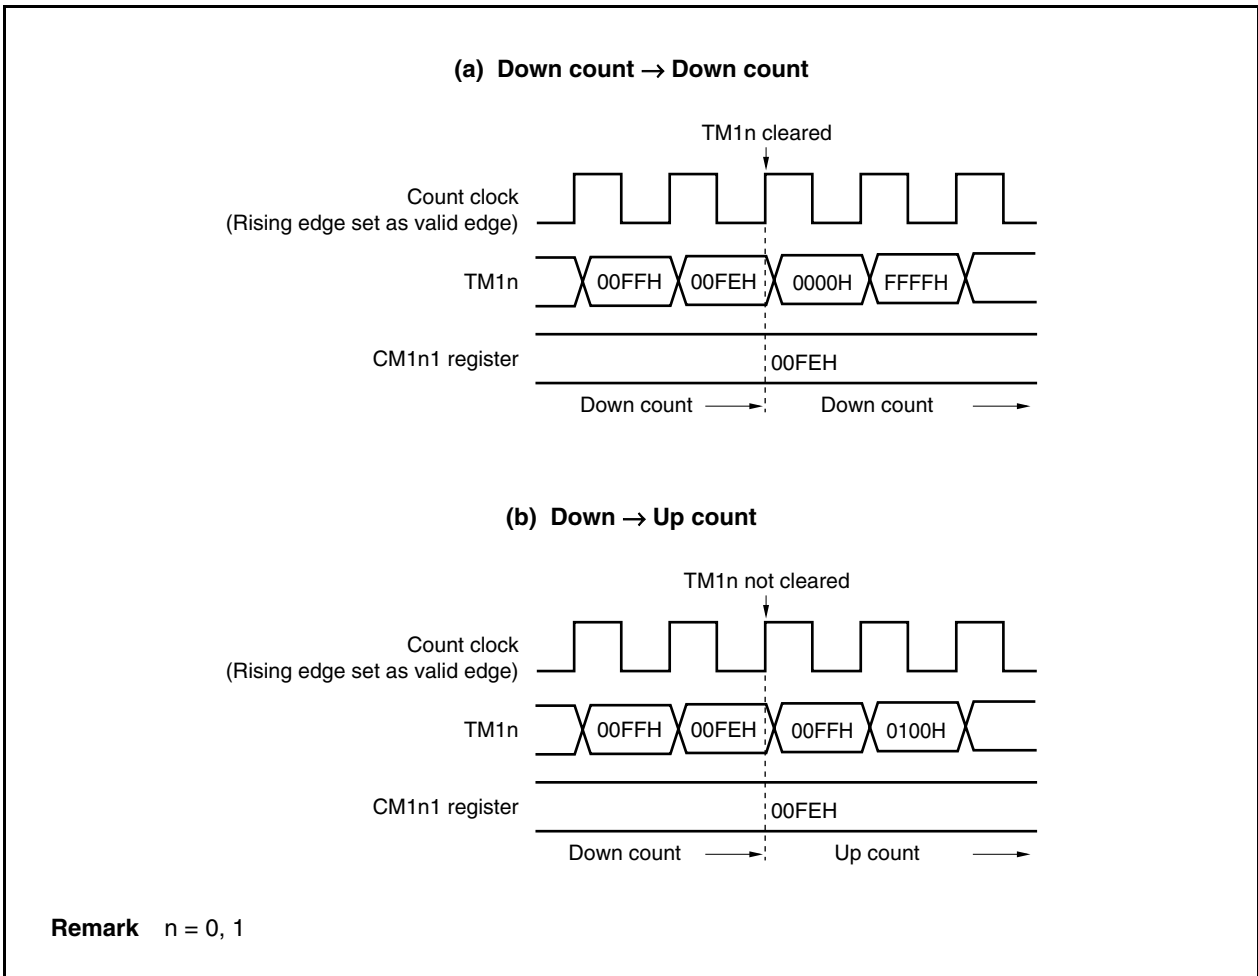 (a) Down count → Down count
TM1n cleared
Count clock
(Rising edge set as valid edge)
TM1n
00FFH
00FEH
0000H
FFFFH
CM1n1 register
00FEH
Down count
Down count
(b) Down → Up count
TM1n not cleared
Count clock
(Rising edge set as valid edge)
TM1n
00FFH
00FEH
00FFH
0100H
CM1n1 register
00FEH
Down count
Up count
Remark n = 0, 1